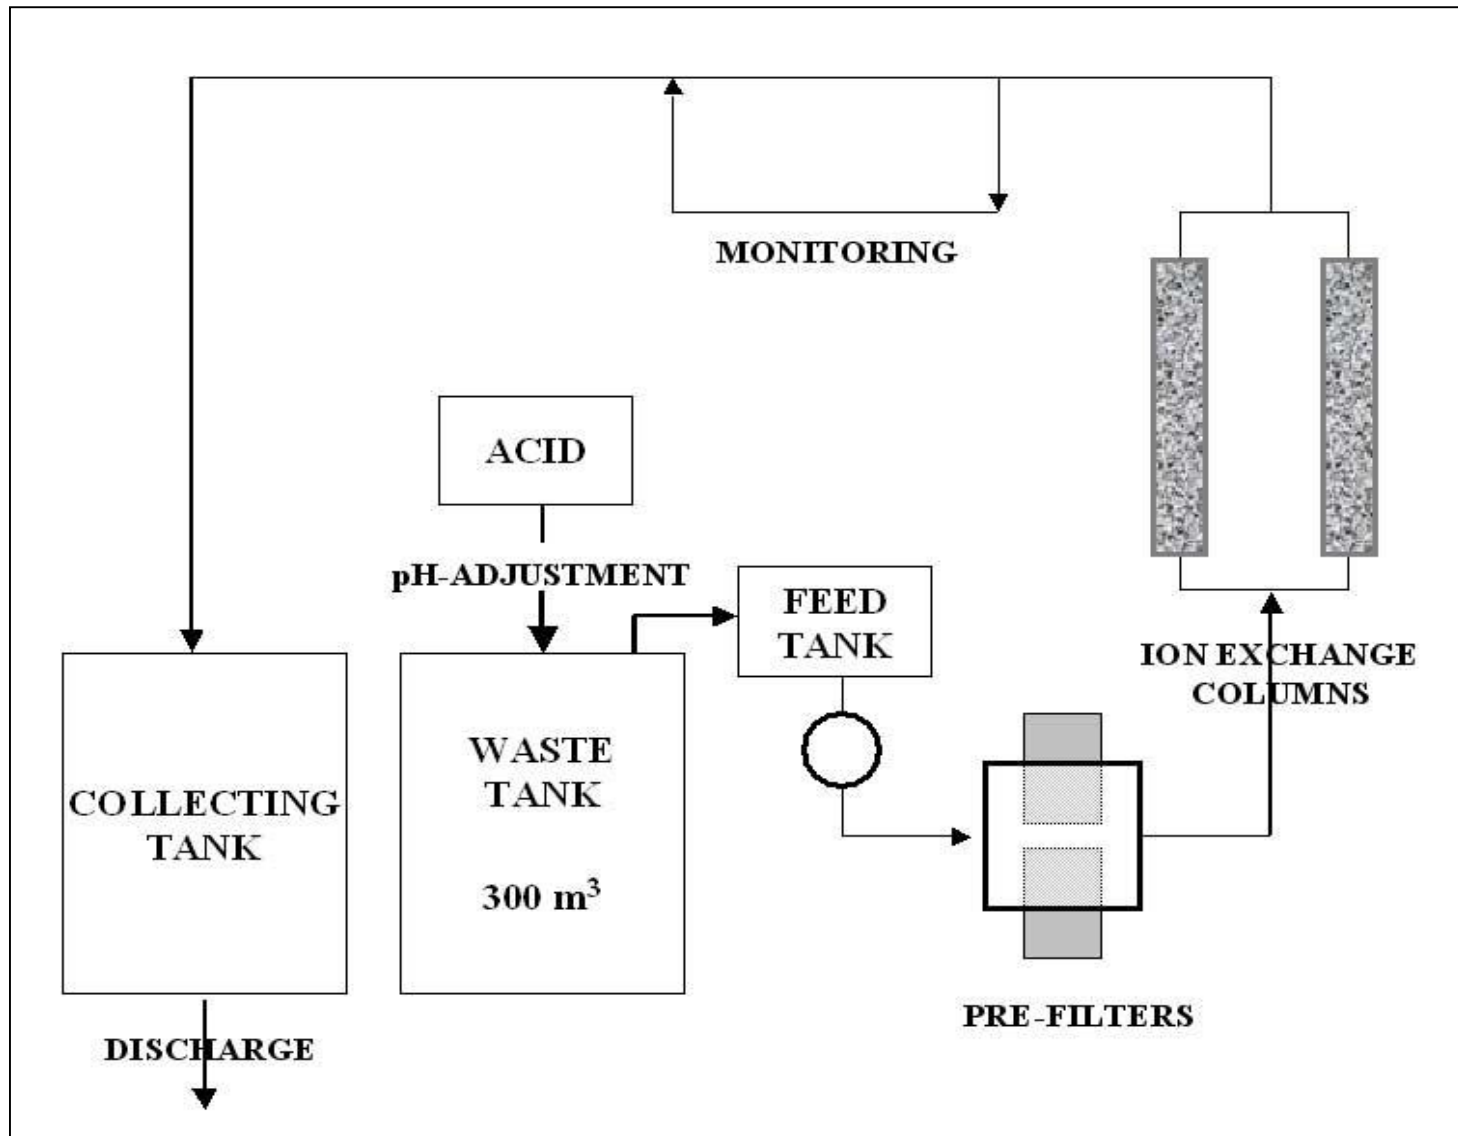 MONITORING
ACID
pH-ADJUSTMENT
FEED
TANK
ION EXCHANGE
COLUMNS
WASTE
TANK
300 m³
COLLECTING
TANK
PRE-FILTERS
DISCHARGE